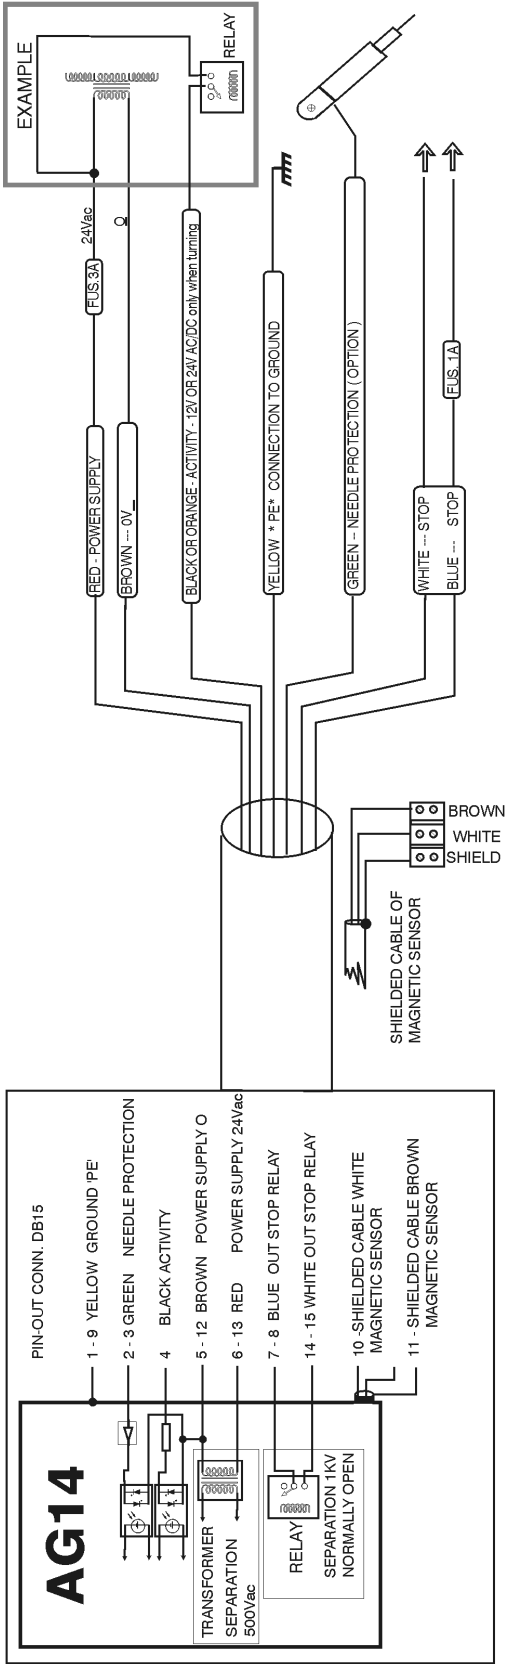 EXAMPLE
RELAY
24Vac
O
FUS.3A
RED - POWER SUPPLY
BROWN --- 0V_
BLACK OR ORANGE - ACTIVITY - 12V OR 24V AC/DC only when turning
YELLOW * PE* CONNECTION TO GROUND
GREEN – NEEDLE PROTECTION ( OPTION )
FUS. 1A
WHITE --- STOP
BLUE --- STOP
BROWN
WHITE
SHIELD
SHIELDED CABLE OF
MAGNETIC SENSOR
PIN-OUT CONN. DB15
1 - 9 YELLOW GROUND 'PE'
2 - 3 GREEN NEEDLE PROTECTION
4 BLACK ACTIVITY
5 - 12 BROWN POWER SUPPLY O
6 - 13 RED POWER SUPPLY 24Vac
7 - 8 BLUE OUT STOP RELAY
14 - 15 WHITE OUT STOP RELAY
10 -SHIELDED CABLE WHITE
MAGNETIC SENSOR
11 - SHIELDED CABLE BROWN
MAGNETIC SENSOR
AG14
TRANSFORMER
SEPARATION
500Vac
RELAY
SEPARATION 1KV
NORMALLY OPEN